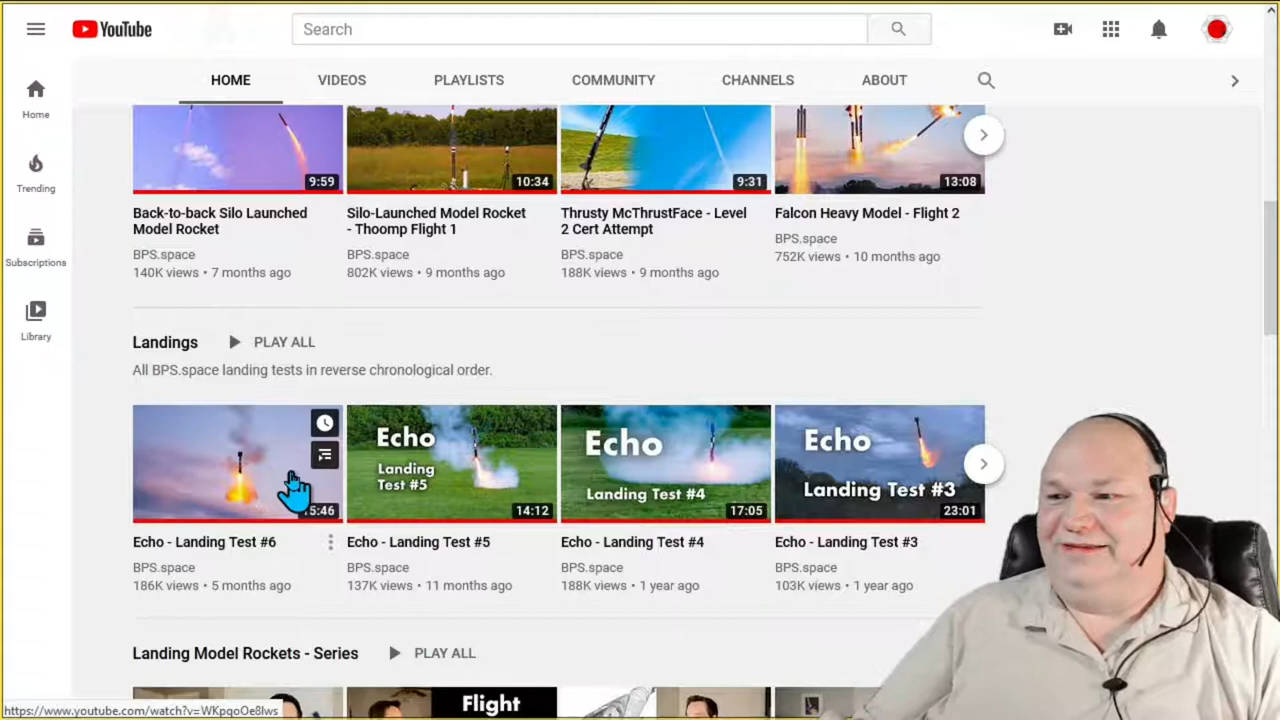 YouTube
Search
HOME
VIDEOS
PLAYLISTS
COMMUNITY
CHANNELS
ABOUT
Home
Trending
Subscriptions
Library
9:59
10:34
9:31
13:08
Back-to-back Silo Launched
Model Rocket
BPS.space
140K views • 7 months ago
Silo-Launched Model Rocket
- Thoomp Flight 1
BPS.space
802K views • 9 months ago
Thrusty McThrustFace - Level
2 Cert Attempt
BPS.space
188K views • 9 months ago
Falcon Heavy Model - Flight 2
BPS.space
752K views • 10 months ago
Landings
PLAY ALL
All BPS.space landing tests in reverse chronological order.
15:46
Echo
Landing
Test #5
14:12
Echo
Landing Test #4
17:05
Echo
Landing Test #3
23:01
Echo - Landing Test #6
BPS.space
186K views • 5 months ago
Echo - Landing Test #5
BPS.space
137K views • 11 months ago
Echo - Landing Test #4
BPS.space
188K views • 1 year ago
Echo - Landing Test #3
BPS.space
103K views • 1 year ago
Landing Model Rockets - Series
PLAY ALL
Flight